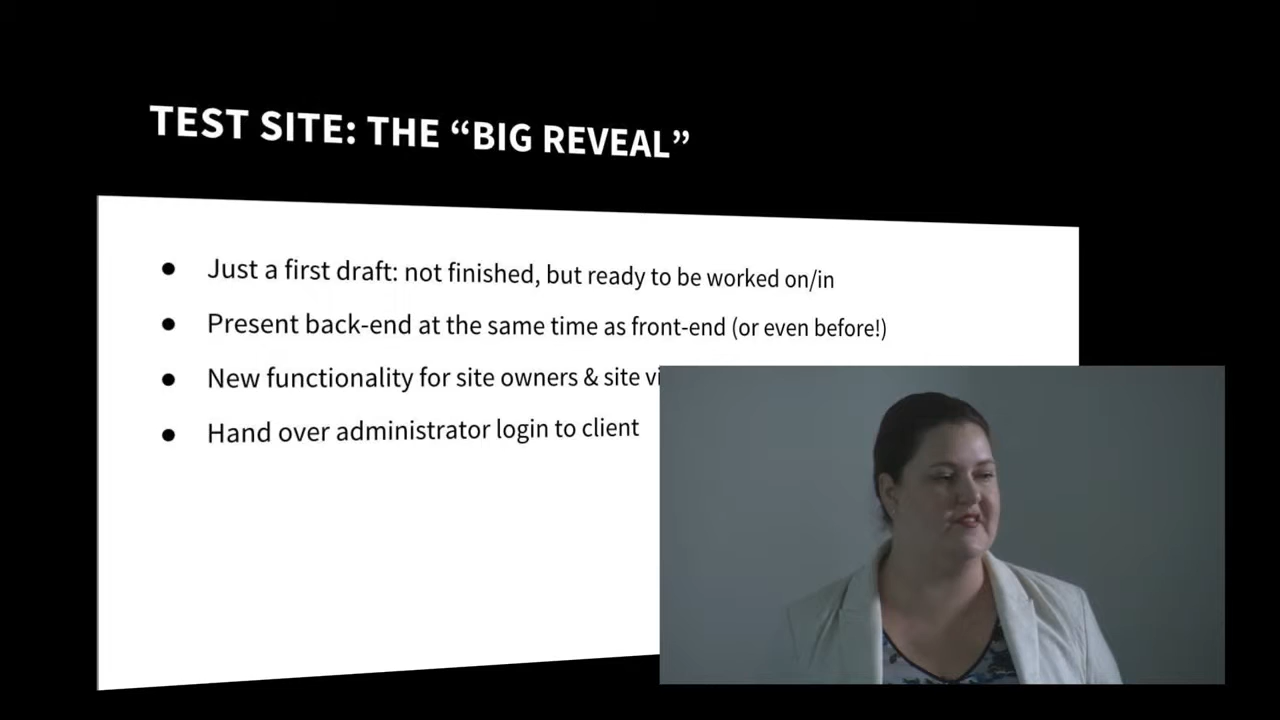 TEST SITE: THE “BIG REVEAL”
● Just a first draft: not finished, but ready to be worked on/in
● Present back-end at the same time as front-end (or even before!)
● New functionality for site owners & site
● Hand over administrator login to client